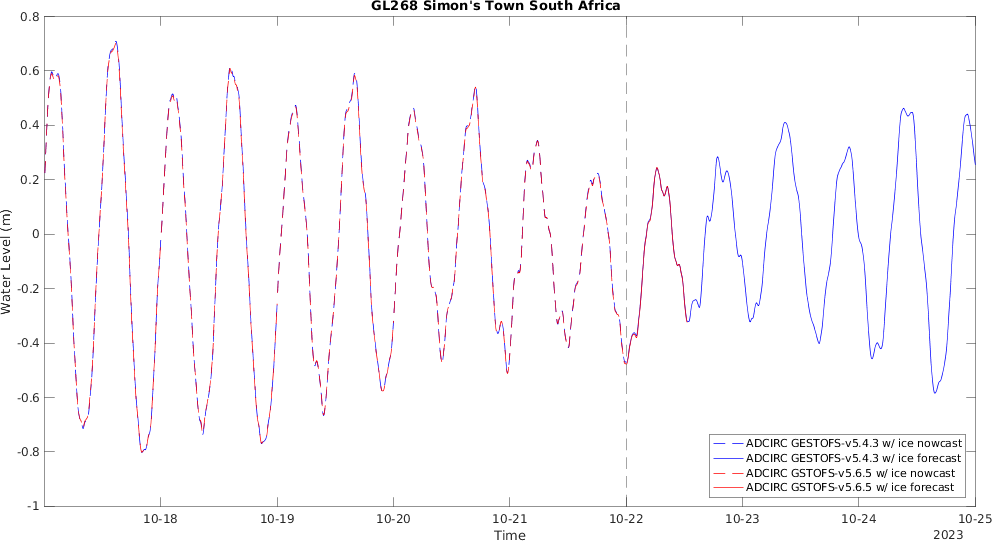 GL268 Simon's Town South Africa
0.8
0.6
0.4
0.2
0
-0.2
-0.4
-0.6
-0.8
-1
Water Level (m)
ADCIRC GESTOFS-v5.4.3 w/ ice nowcast
ADCIRC GESTOFS-v5.4.3 w/ ice forecast
ADCIRC GSTOFS-v5.6.5 w/ ice nowcast
ADCIRC GSTOFS-v5.6.5 w/ ice forecast
10-18 10-19 10-20 10-21 10-22 10-23 10-24 10-25
Time
2023